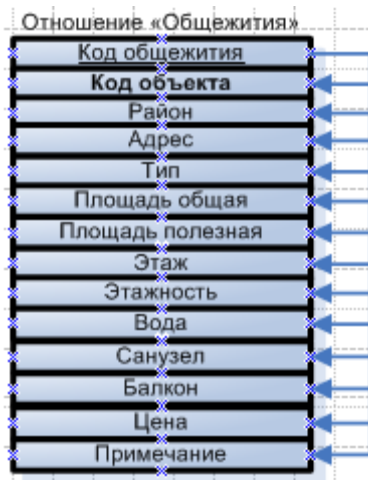 Отношение «Общежития»
Код общежития
Код объекта
Район
Адрес
Тип
Площадь общая
Площадь полезная
Этаж
Этажность
Вода
Санузел
Балкон
Цена
Примечание